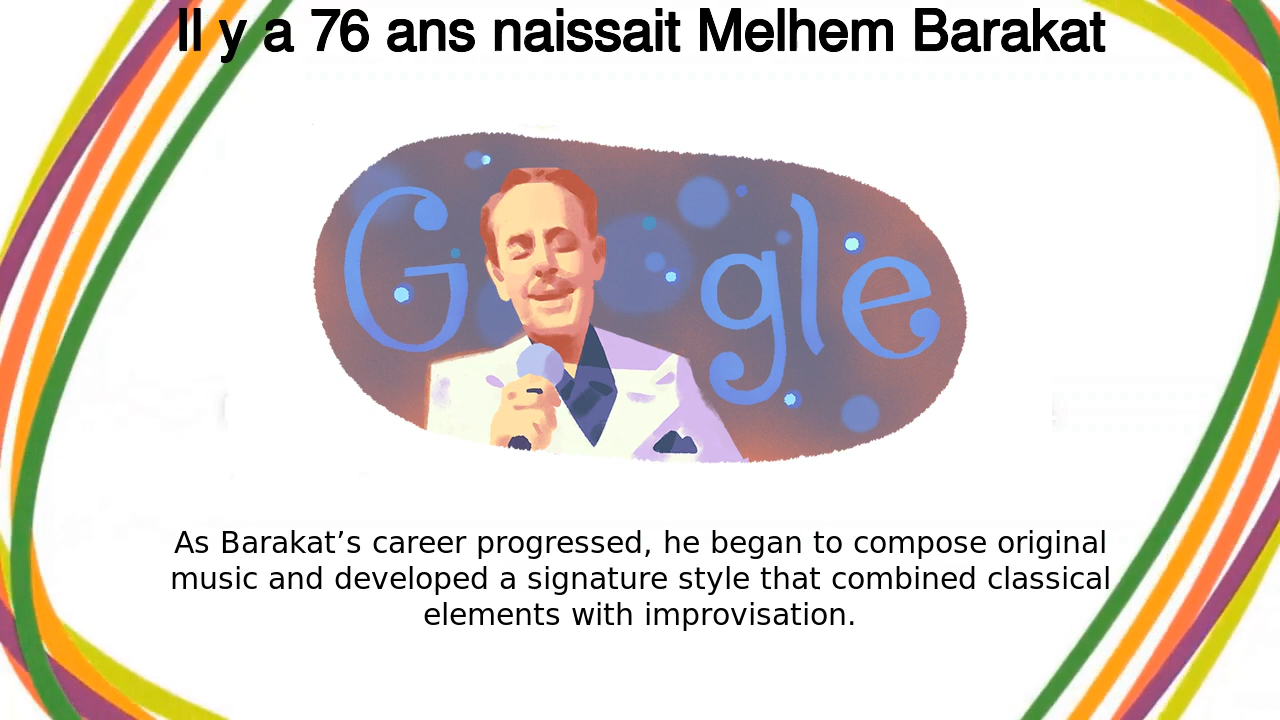 Il y a 76 ans naissait Melhem Barakat
G gle
As Barakat’s career progressed, he began to compose original
music and developed a signature style that combined classical
elements with improvisation.